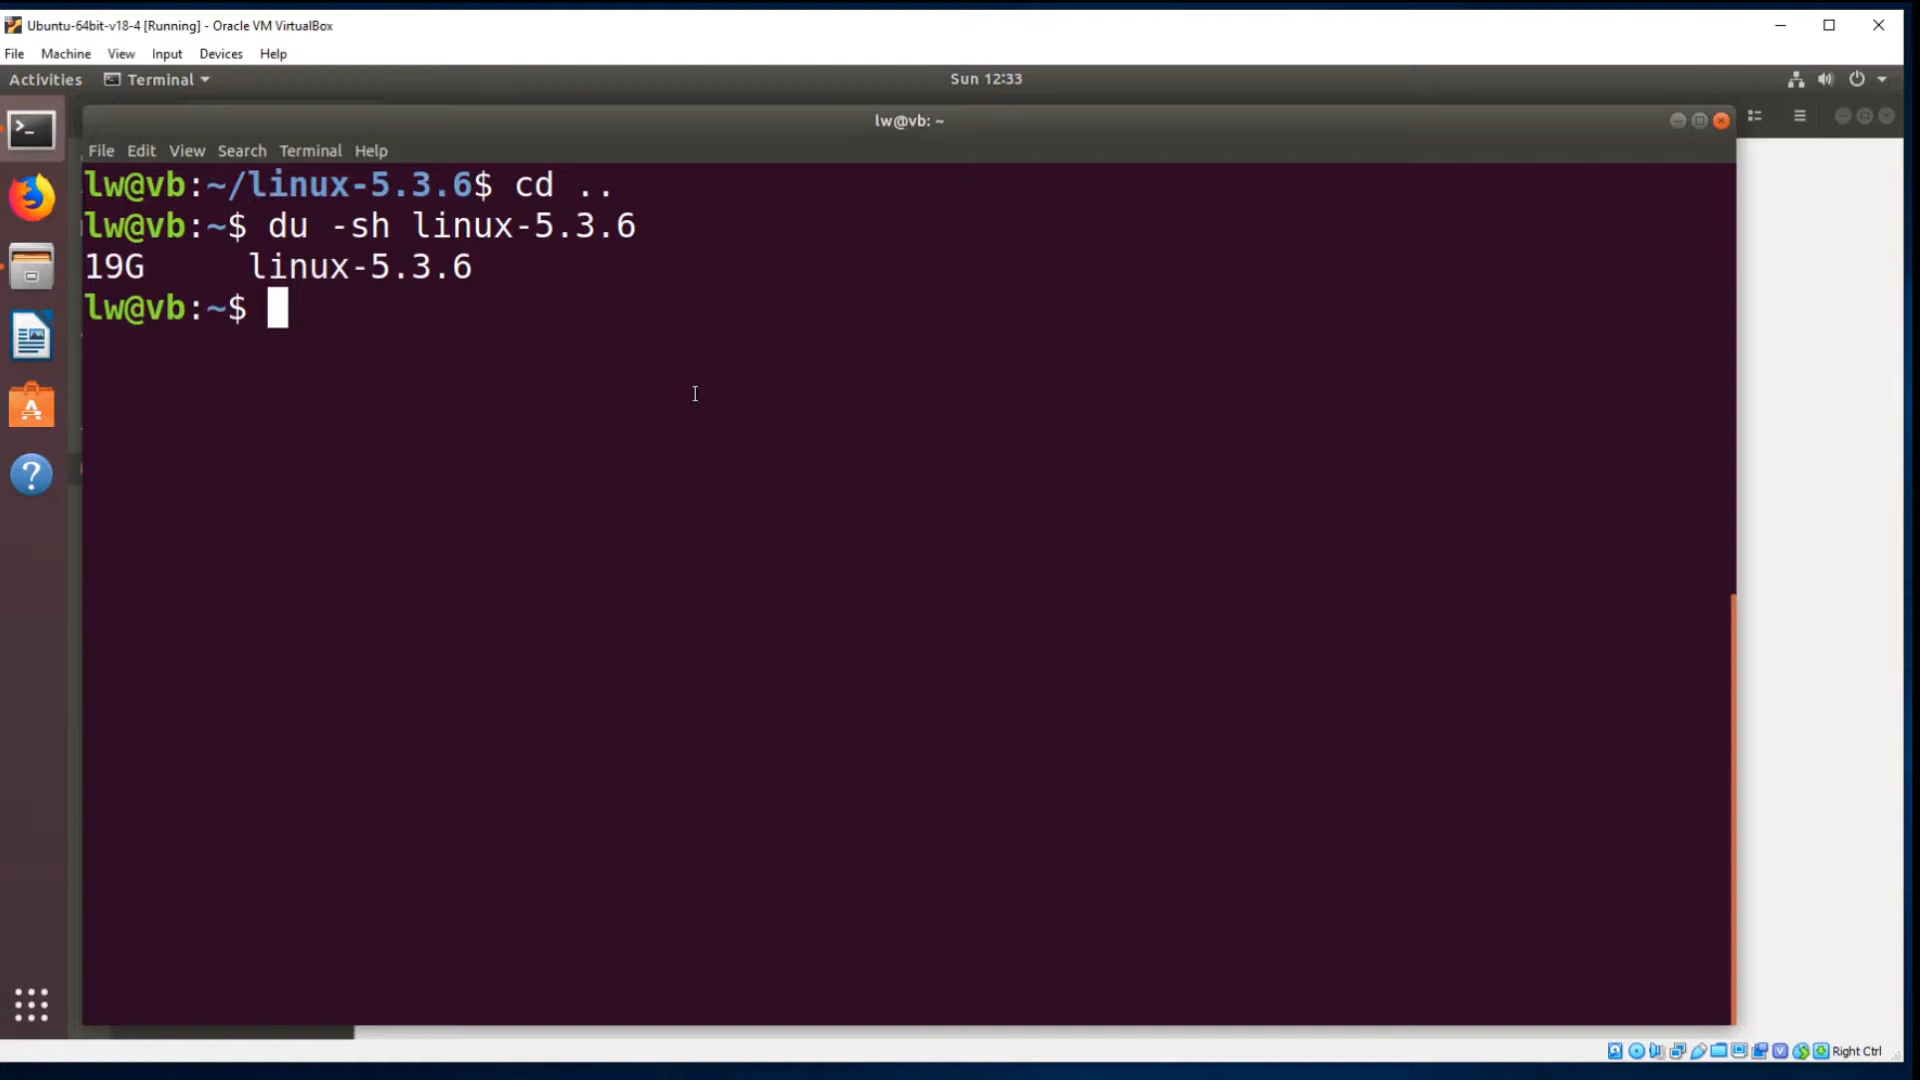 Ubuntu-64bit-v18-4 [Running] - Oracle VM VirtualBox
File Machine View Input Devices Help
Activities Terminal Sun 12:33
lw@vb: ~
File Edit View Search Terminal Help
lw@vb:~/linux-5.3.6$ cd ..
lw@vb:~$ du -sh linux-5.3.6
19G linux-5.3.6
lw@vb:~$
Right Ctrl